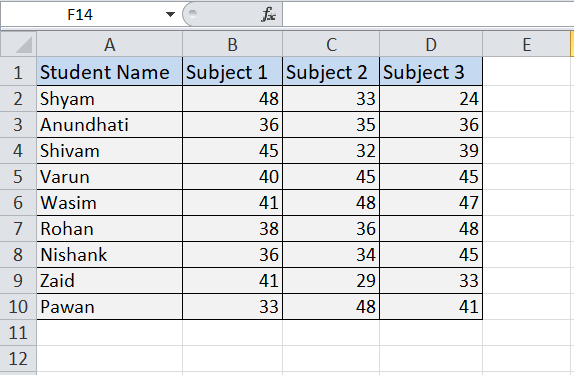 F14 fx
A B C D E
1 Student Name Subject 1 Subject 2 Subject 3
2 Shyam 48 33 24
3 Anundhati 36 35 36
4 Shivam 45 32 39
5 Varun 40 45 45
6 Wasim 41 48 47
7 Rohan 38 36 48
8 Nishank 36 34 45
9 Zaid 41 29 33
10 Pawan 33 48 41
11
12